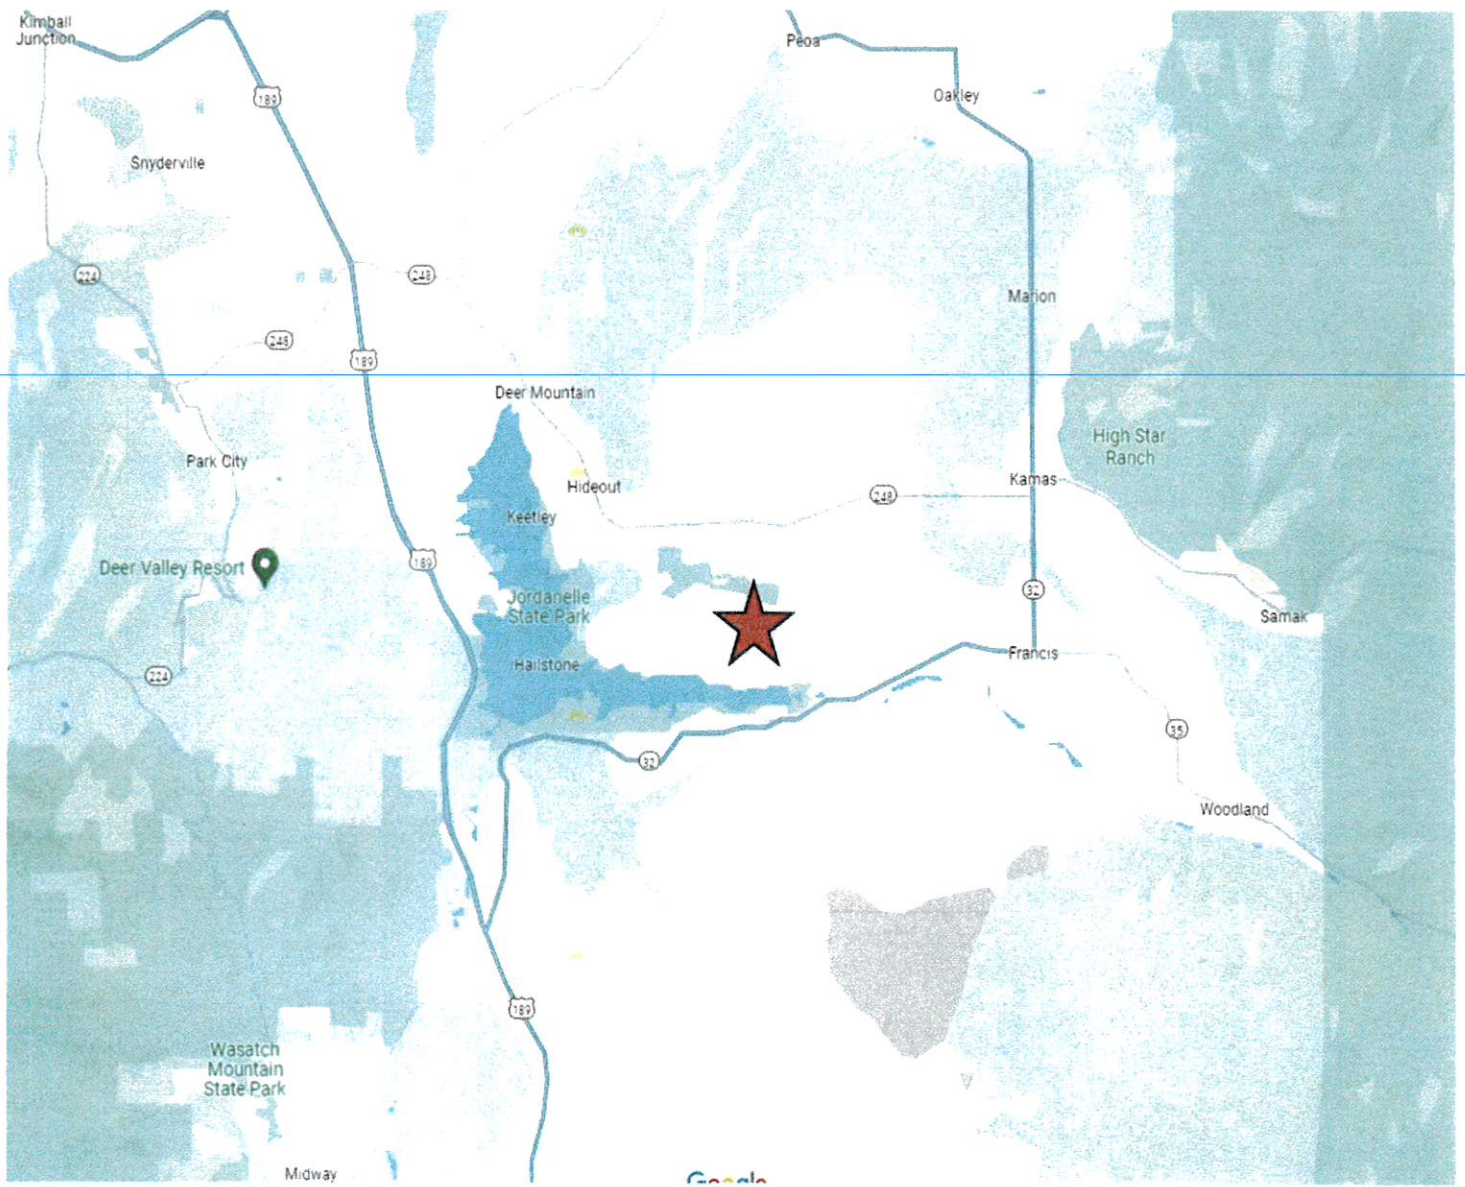 Kimball
Junction
Peoa
189
Oakley
Snyderville
224
248
Marion
248
189
Deer Mountain
High Star
Ranch
Park City
Kamas
Hideout
248
Keetley
189
Deer Valley Resort
32
Jordanelle
State Park
Samak
Francis
Hailstone
224
35
32
Woodland
189
Wasatch
Mountain
State Park
Midway
Google